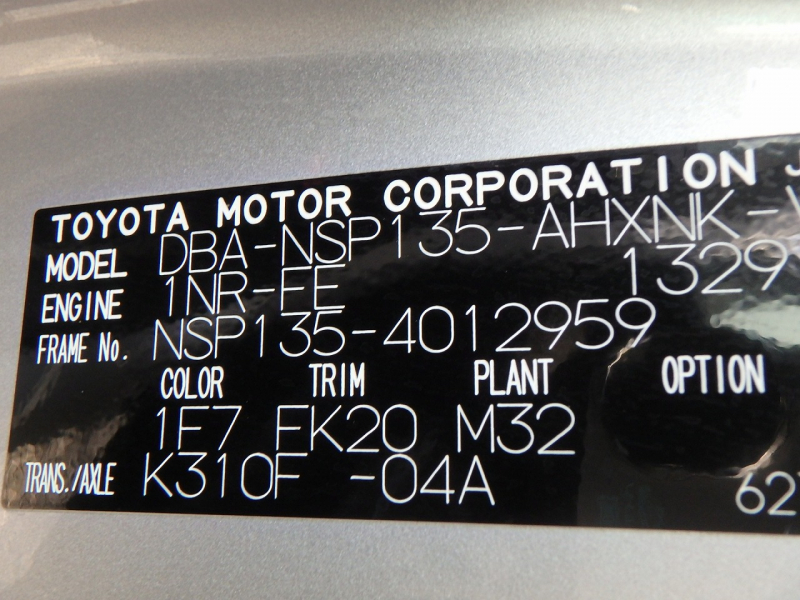 TOYOTA MOTOR CORPORATION J
MODEL DBA-NSP135-AHXNK-
ENGINE 1NR-FE 1329
FRAME No. NSP135-4012959
COLOR TRIM PLANT OPTION
1F7 FK20 M32
TRANS./AXLE K310F -04A
62